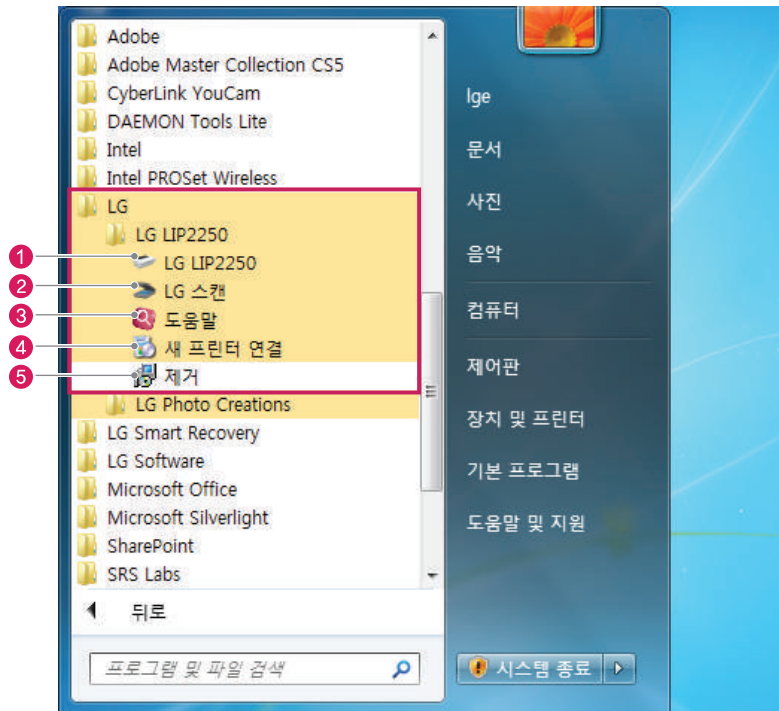 Adobe
Adobe Master Collection CS5
CyberLink YouCam
DAEMON Tools Lite
Intel
Intel PROSet Wireless
LG
LG LIP2250
1 LG LIP2250
2 LG 스캔
3 도움말
4 새 프린터 연결
5 제거
LG Photo Creations
LG Smart Recovery
LG Software
Microsoft Office
Microsoft Silverlight
SharePoint
SRS Labs
뒤로
프로그램 및 파일 검색
lge
문서
사진
음악
컴퓨터
제어판
장치 및 프린터
기본 프로그램
도움말 및 지원
시스템 종료